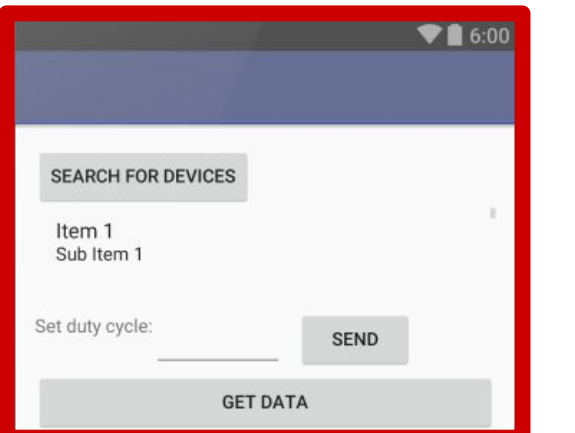 6:00
SEARCH FOR DEVICES
Item 1
Sub Item 1
Set duty cycle:
SEND
GET DATA